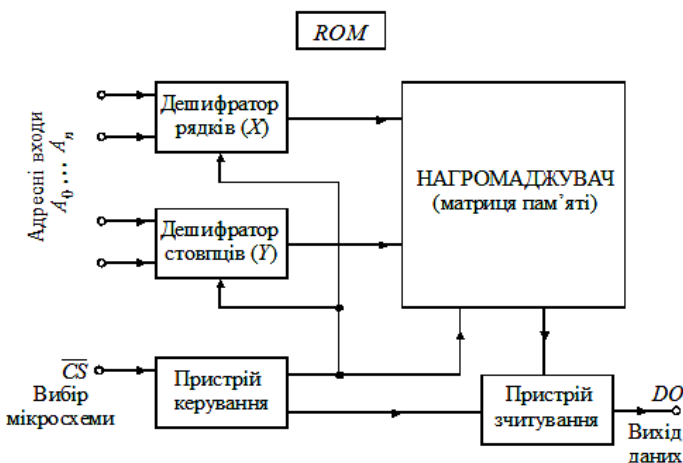 ROM
Адресні входи
A0 ... An
Дешифратор
рядків (X)
НАГРОМАДЖУВАЧ
(матриця пам’яті)
Дешифратор
стовпців (Y)
CS
Вибір
мікросхеми
Пристрій
керування
Пристрій
зчитування
DO
Вихід
даних